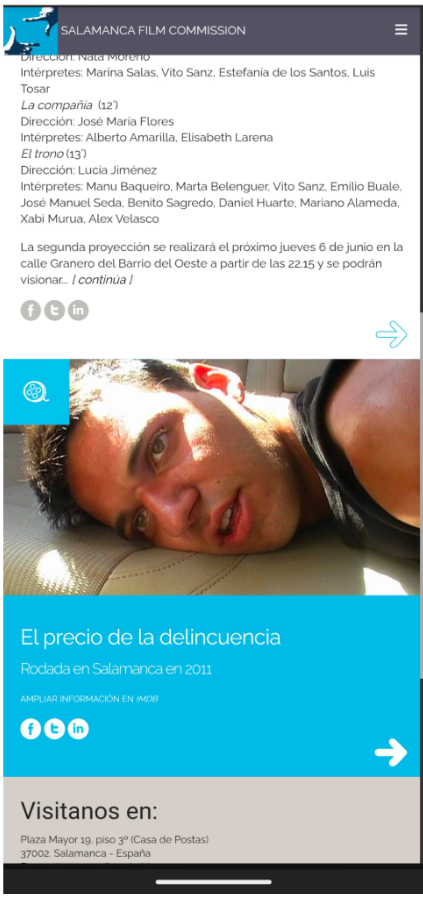 SALAMANCA FILM COMMISSION
Dirección: Nata Moreno
Intérpretes: Marina Salas, Vito Sanz, Estefanía de los Santos, Luis
Tosar
La compañía (12')
Dirección: José María Flores
Intérpretes: Alberto Amarilla, Elisabeth Larena
El trono (13')
Dirección: Lucía Jiménez
Intérpretes: Manu Baqueiro, Marta Belenguer, Vito Sanz, Emilio Buale,
José Manuel Seda, Benito Sagredo, Daniel Huarte, Mariano Alameda,
Xabi Murua, Alex Velasco
La segunda proyección se realizará el próximo jueves 6 de junio en la
calle Granero del Barrio del Oeste a partir de las 22.15 y se podrán
visionar... [ continúa ]
El precio de la delincuencia
Rodada en Salamanca en 2011
AMPLIAR INFORMACIÓN EN IMDB
Visitanos en:
Plaza Mayor 19, piso 3º (Casa de Postas)
37002. Salamanca - España